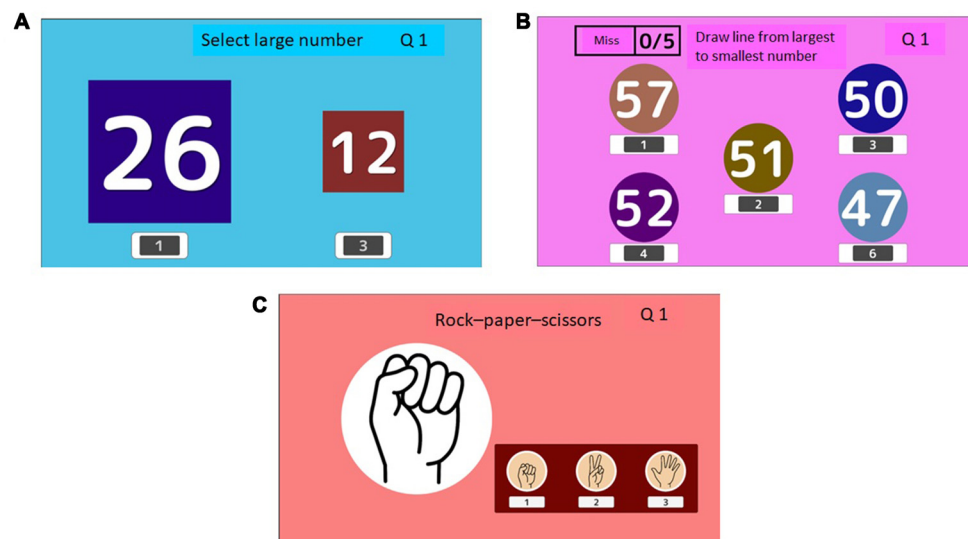 A
Select large number Q 1
26 12
1 3
B
Miss 0/5
Draw line from largest
to smallest number
Q 1
57 50
1 3
51
2
52 47
4 6
C
Rock–paper–scissors Q 1
1 2 3